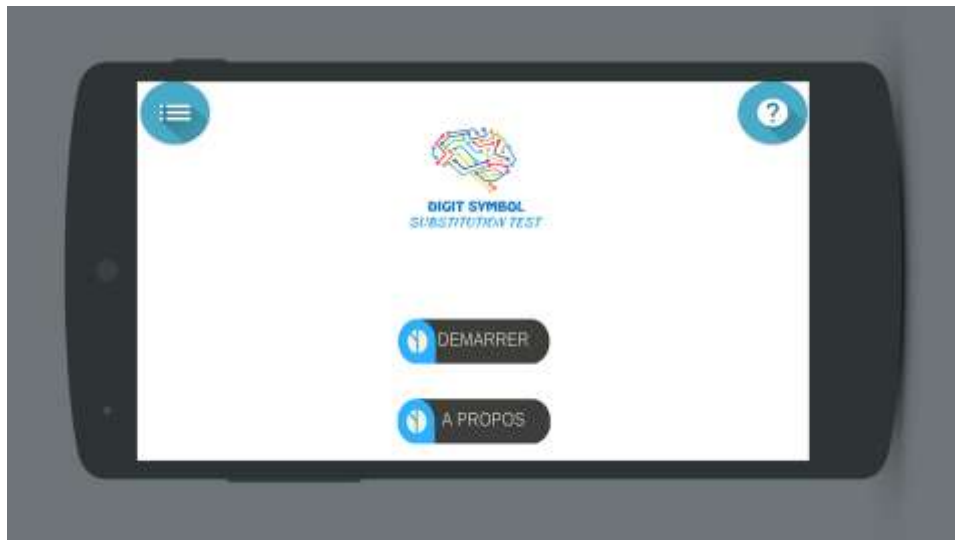 DIGIT SYMBOL
SUBSTITUTION TEST
DEMARRER
A PROPOS